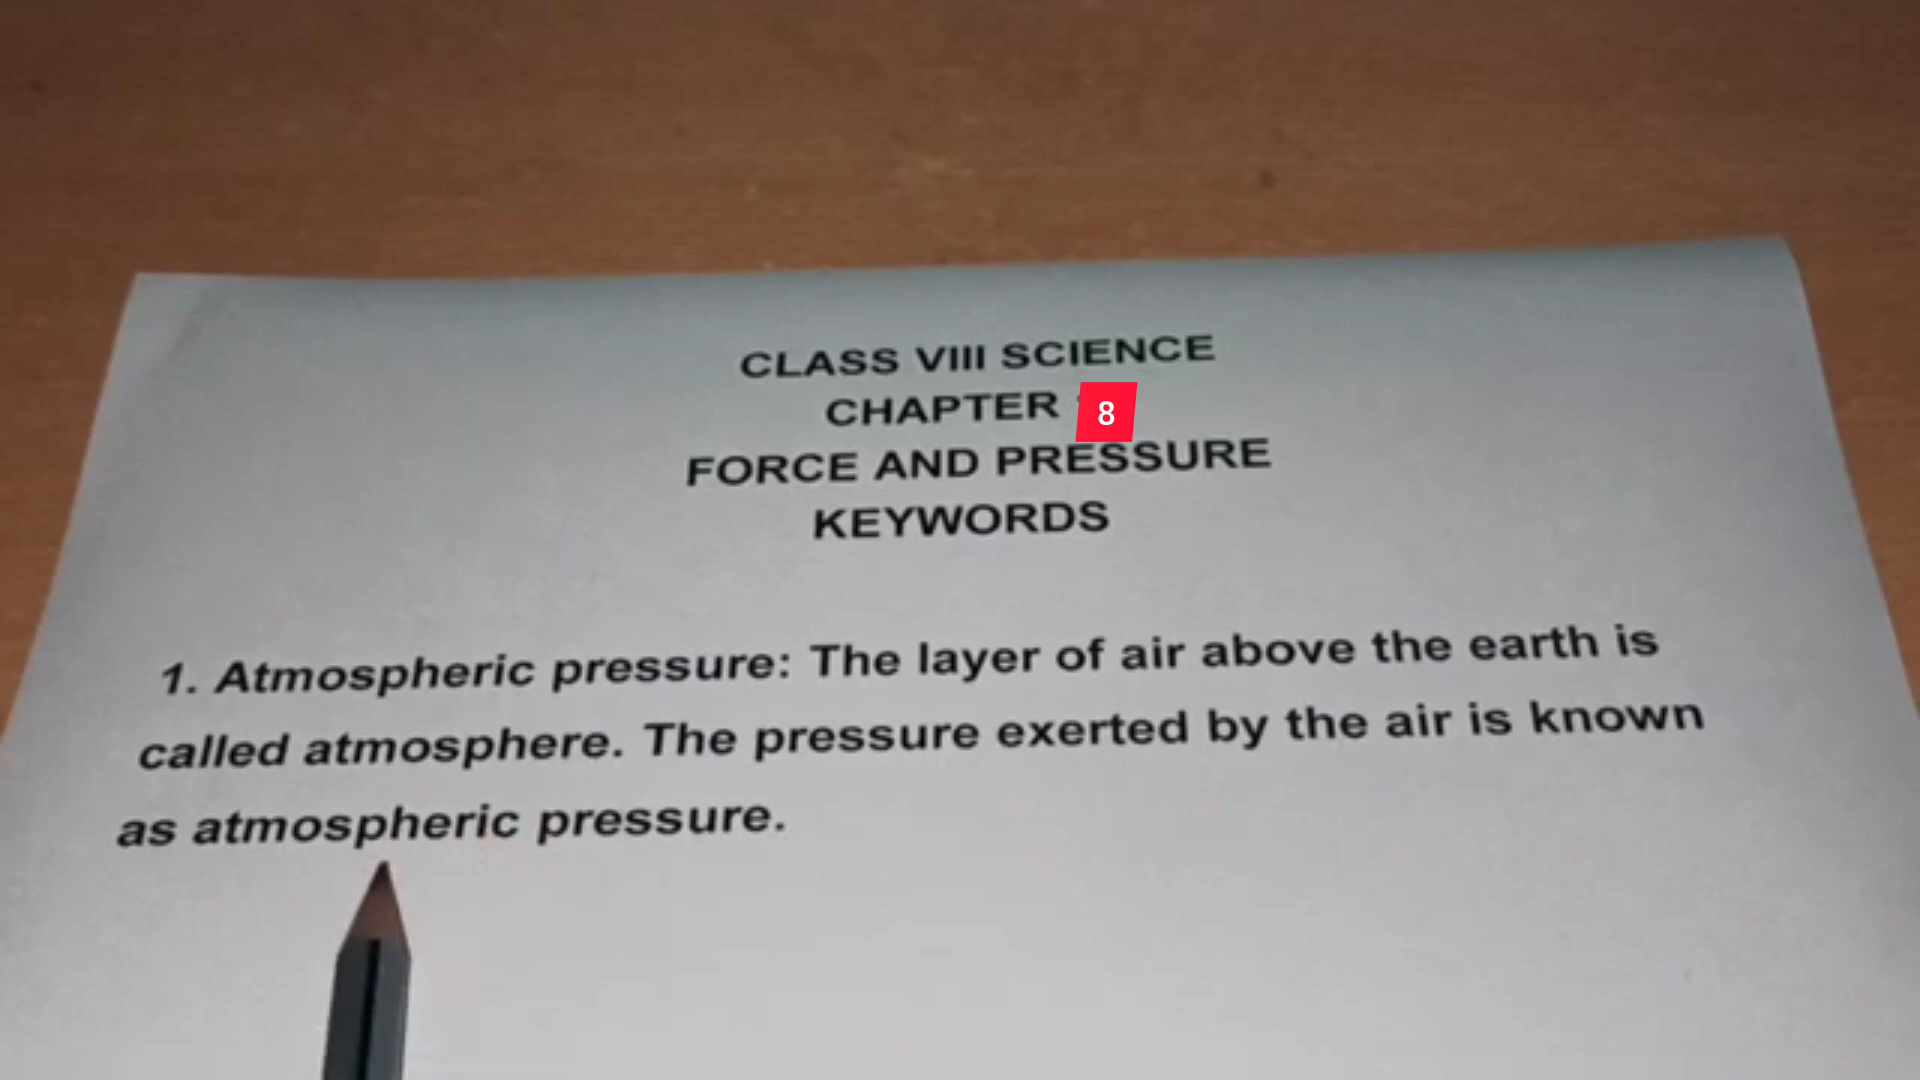 CLASS VIII SCIENCE
CHAPTER 8
FORCE AND PRESSURE
KEYWORDS
1. Atmospheric pressure: The layer of air above the earth is
called atmosphere. The pressure exerted by the air is known
as atmospheric pressure.